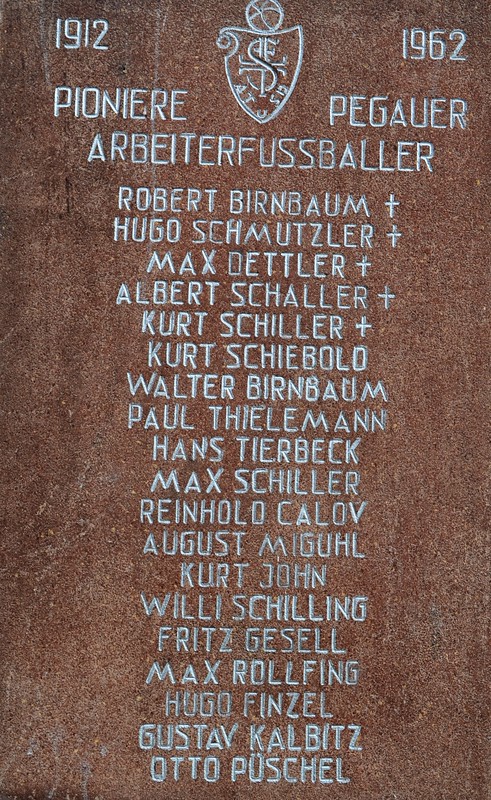 1912 1962
ATUS
PIONIERE PEGAUER
ARBEITERFUSSBALLER
ROBERT BIRNBAUM †
HUGO SCHMUTZLER †
MAX DETTLER †
ALBERT SCHALLER †
KURT SCHILLER †
KURT SCHIEBOLD
WALTER BIRNBAUM
PAUL THIELEMANN
HANS TIERBECK
MAX SCHILLER
REINHOLD CALOV
AUGUST MIGUHL
KURT JOHN
WILLI SCHILLING
FRITZ GESELL
MAX ROLLFING
HUGO FINZEL
GUSTAV KALBITZ
OTTO PÜSCHEL